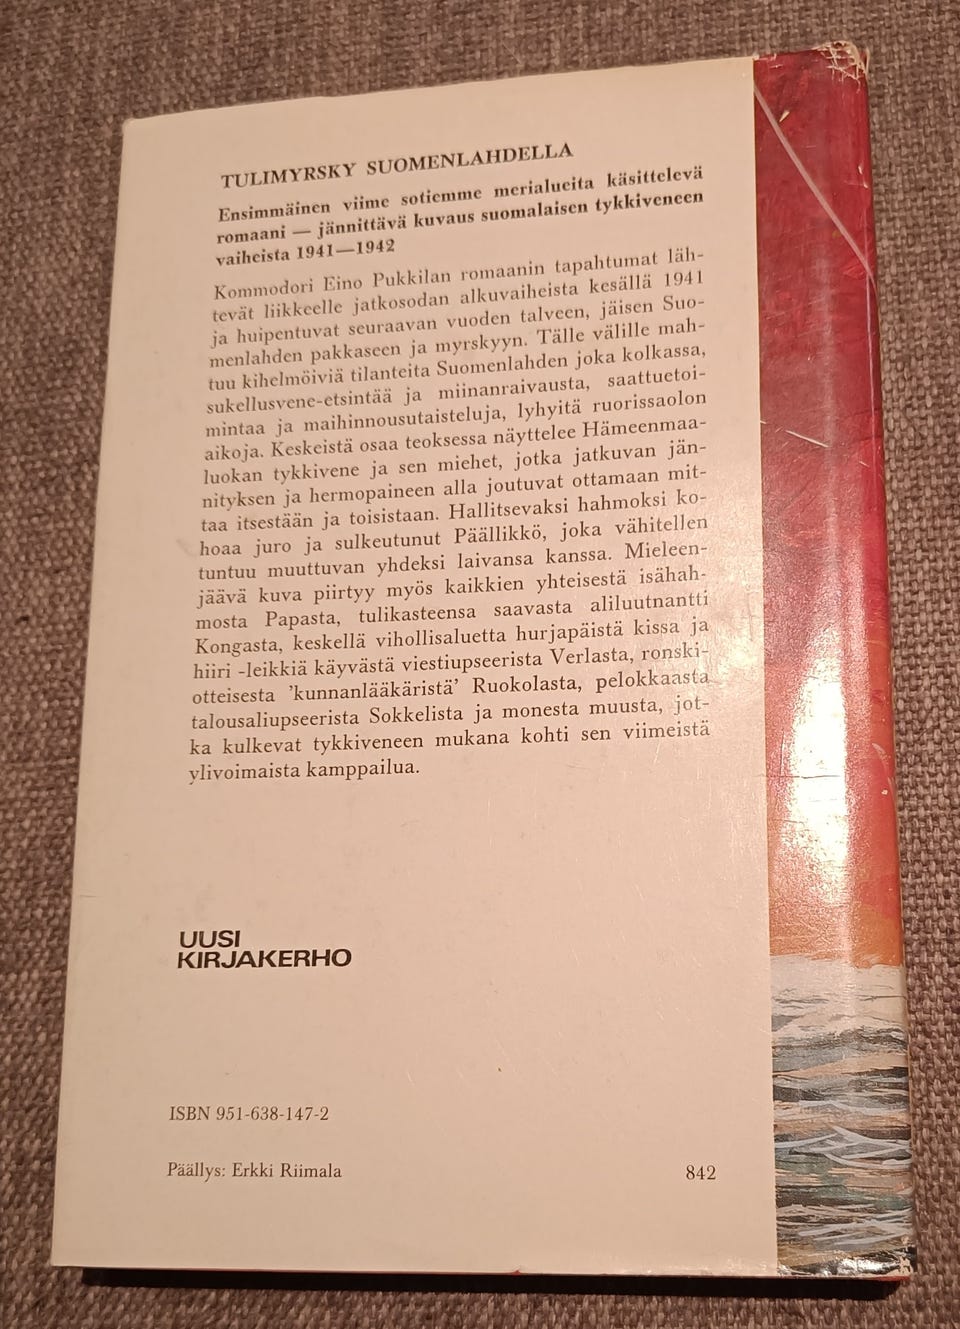 TULIMYRSKY SUOMENLAHDELLA
Ensimmäinen viime sotiemme merialueita käsittelevä
romaani — jännittävä kuvaus suomalaisen tykkiveneen
vaiheista 1941—1942
Kommodori Eino Pukkilan romaanin tapahtumat läh-
tevät liikkeelle jatkosodan alkuvaiheista kesällä 1941
ja huipentuvat seuraavan vuoden talveen, jäisen Suo-
menlahden pakkaseen ja myrskyyn. Tälle välille mah-
tuu kihelmöiviä tilanteita Suomenlahden joka kolkassa,
sukellusvene-etsintää ja miinanraivausta, saattuetoi-
mintaa ja maihinnousutaisteluja, lyhyitä ruorissaolon
aikoja. Keskeistä osaa teoksessa näyttelee Hämeenmaa-
luokan tykkivene ja sen miehet, jotka jatkuvan jän-
nityksen ja hermopaineen alla joutuvat ottamaan mit-
taa itsestään ja toisistaan. Hallitsevaksi hahmoksi ko-
hoaa juro ja sulkeutunut Päällikkö, joka vähitellen
tuntuu muuttuvan yhdeksi laivansa kanssa. Mieleen-
jäävä kuva piirtyy myös kaikkien yhteisestä isähah-
mosta Papasta, tulikasteensa saavasta aliluutnantti
Kongasta, keskellä vihollisaluetta hurjapäistä kissa ja
hiiri -leikkiä käyvästä viestiupseerista Verlasta, ronski-
otteisesta 'kunnanlääkäristä' Ruokolasta, pelokkaasta
talousaliupseerista Sokkelista ja monesta muusta, jot-
ka kulkevat tykkiveneen mukana kohti sen viimeistä
ylivoimaista kamppailua.
UUSI
KIRJAKERHO
ISBN 951-638-147-2
Päällys: Erkki Riimala
842